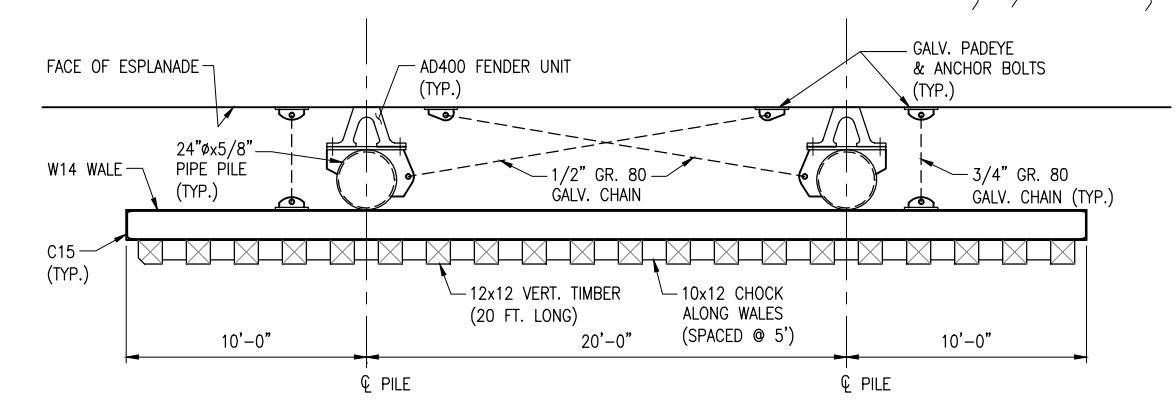 FACE OF ESPLANADE
AD400 FENDER UNIT
(TYP.)
GALV. PADEYE
& ANCHOR BOLTS
(TYP.)
24"øx5/8"
PIPE PILE
(TYP.)
W14 WALE
1/2" GR. 80
GALV. CHAIN
3/4" GR. 80
GALV. CHAIN (TYP.)
C15
(TYP.)
12x12 VERT. TIMBER
(20 FT. LONG)
10x12 CHOCK
ALONG WALES
(SPACED @ 5')
10'-0"
20'-0"
10'-0"
℄ PILE
℄ PILE